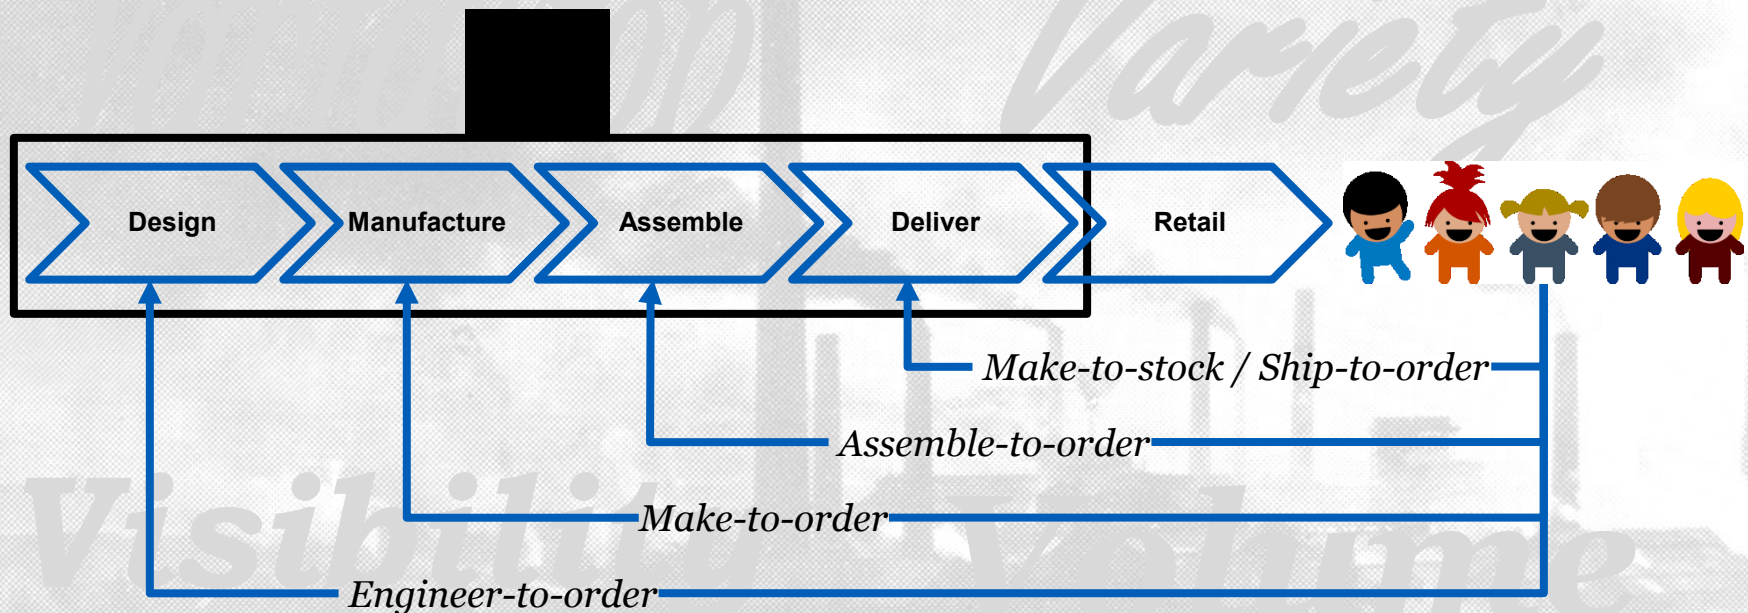 Variation
Variety
Design
Manufacture
Assemble
Deliver
Retail
Make-to-stock / Ship-to-order
Assemble-to-order
Visibility
Make-to-order
Volume
Engineer-to-order